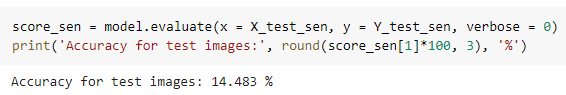 score_sen = model.evaluate(x = X_test_sen, y = Y_test_sen, verbose = 0)
print('Accuracy for test images:', round(score_sen[1]*100, 3), '%')
Accuracy for test images: 14.483 %